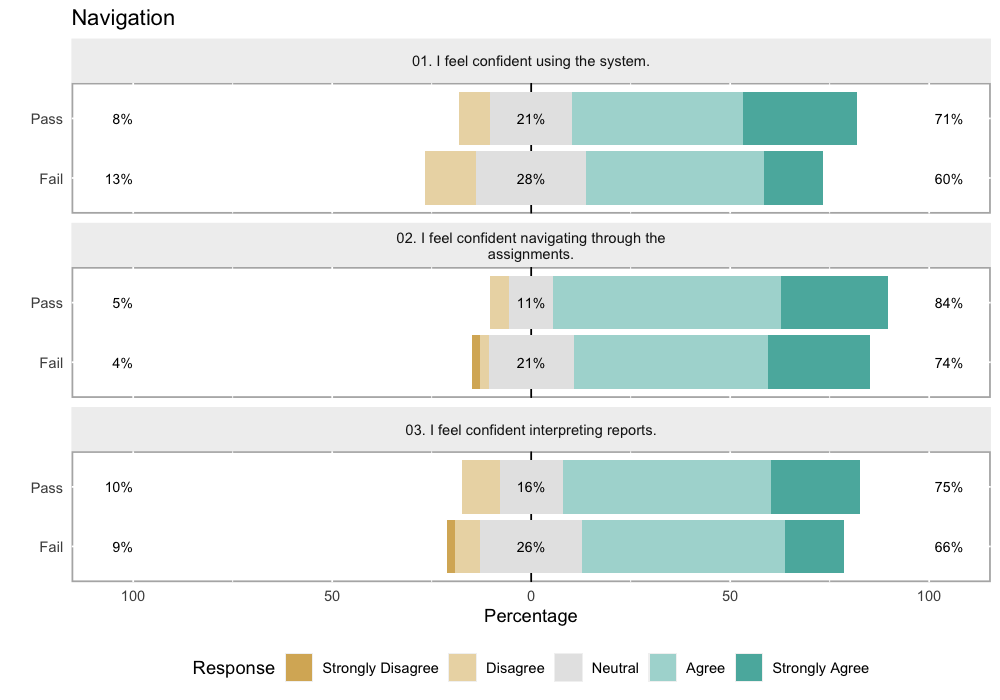 Navigation
01. I feel confident using the system.
Pass 8% 21% 71%
Fail 13% 28% 60%
02. I feel confident navigating through the
assignments.
Pass 5% 11% 84%
Fail 4% 21% 74%
03. I feel confident interpreting reports.
Pass 10% 16% 75%
Fail 9% 26% 66%
100 50 0 50 100
Percentage
Response Strongly Disagree Disagree Neutral Agree Strongly Agree